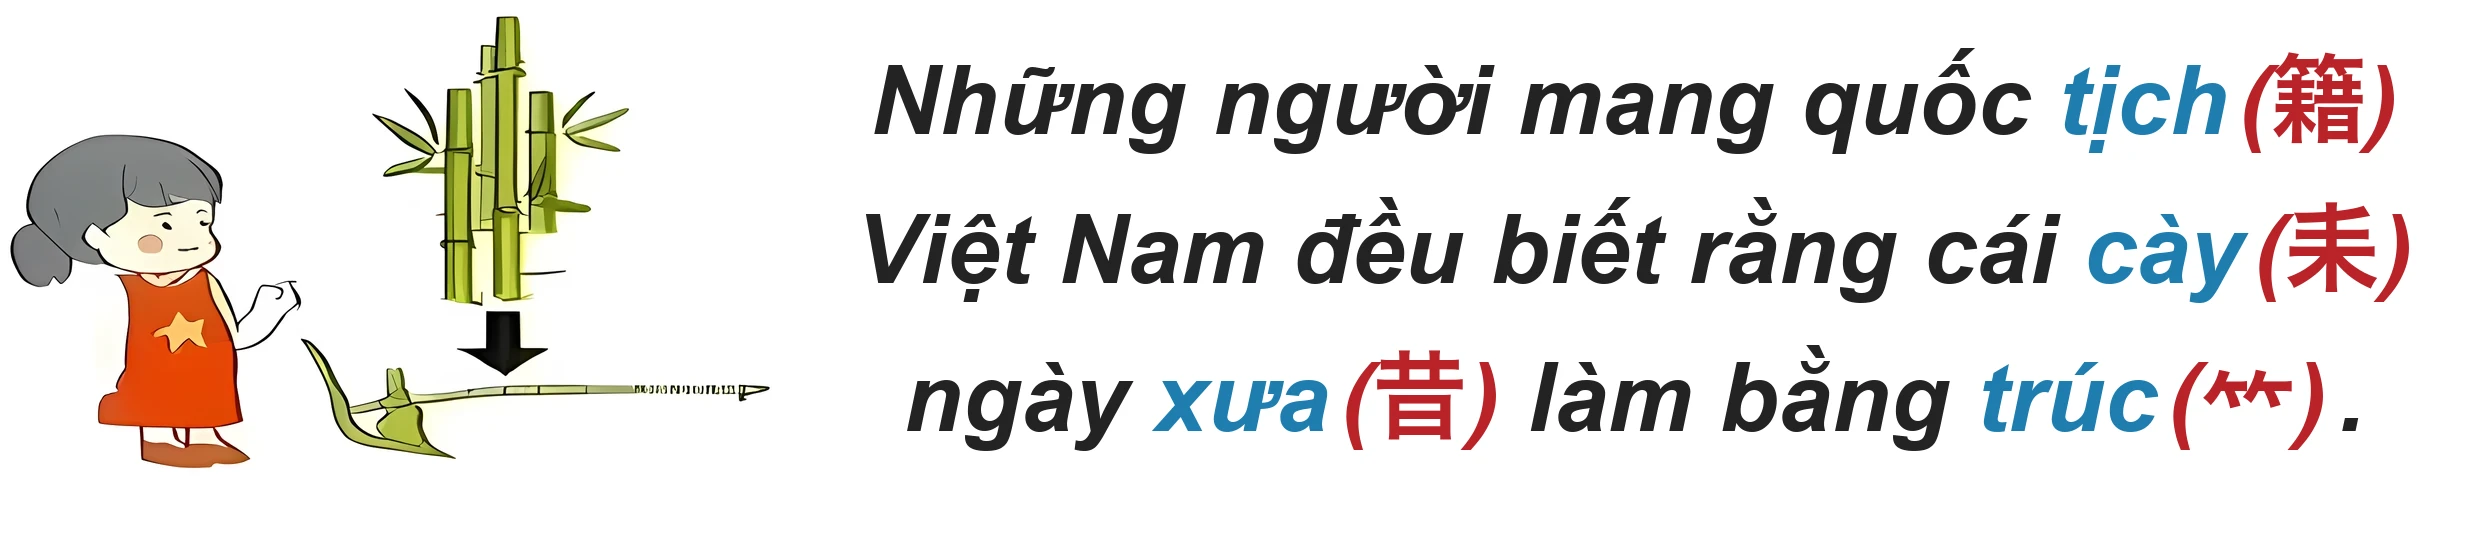 Những người mang quốc tịch(籍)
Việt Nam đều biết rằng cái cày(耒)
ngày xưa(昔) làm bằng trúc(⺮).